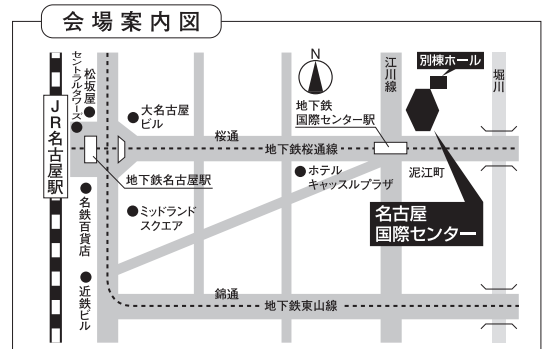 会場案内図
JR名古屋駅
セントラルタワーズ
松坂屋
大名古屋
ビル
桜通
地下鉄桜通線
地下鉄
国際センター駅
N
江川線
別棟ホール
堀川
地下鉄名古屋駅
ホテル
キャッスルプラザ
泥江町
名鉄百貨店
ミッドランド
スクエア
名古屋
国際センター
近鉄ビル
錦通
地下鉄東山線